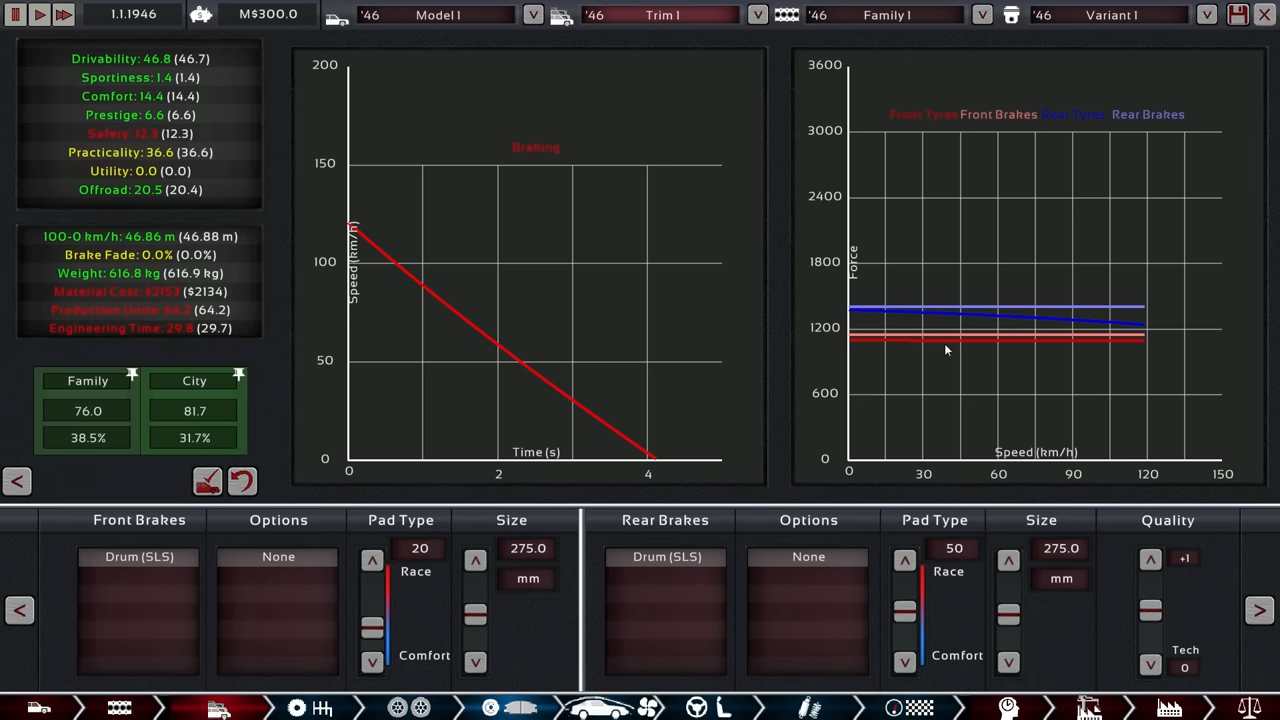 1.1.1946
M$300.0
'46 Model 1
'46 Trim 1
'46 Family 1
'46 Variant 1
Drivability: 46.8 (46.7)
Sportiness: 1.4 (1.4)
Comfort: 14.4 (14.4)
Prestige: 6.6 (6.6)
Safety: 12.3 (12.3)
Practicality: 36.6 (36.6)
Utility: 0.0 (0.0)
Offroad: 20.5 (20.4)
100-0 km/h: 46.86 m (46.88 m)
Brake Fade: 0.0% (0.0%)
Weight: 616.8 kg (616.9 kg)
Material Cost: $2153 ($2134)
Production Units: 64.2 (64.2)
Engineering Time: 29.8 (29.7)
Family City
76.0 81.7
38.5% 31.7%
200
150
100
50
0
Braking
Speed (km/h)
Time (s)
0 2 4
3600
3000
2400
1800
1200
600
0
Front Tyres Front Brakes Rear Tyres Rear Brakes
Force
Speed (km/h)
0 30 60 90 120 150
Front Brakes Options Pad Type Size
Drum (SLS) None 20 275.0
Race mm
Comfort
Rear Brakes Options Pad Type Size Quality
Drum (SLS) None 50 275.0 +1
Race mm
Comfort Tech
0